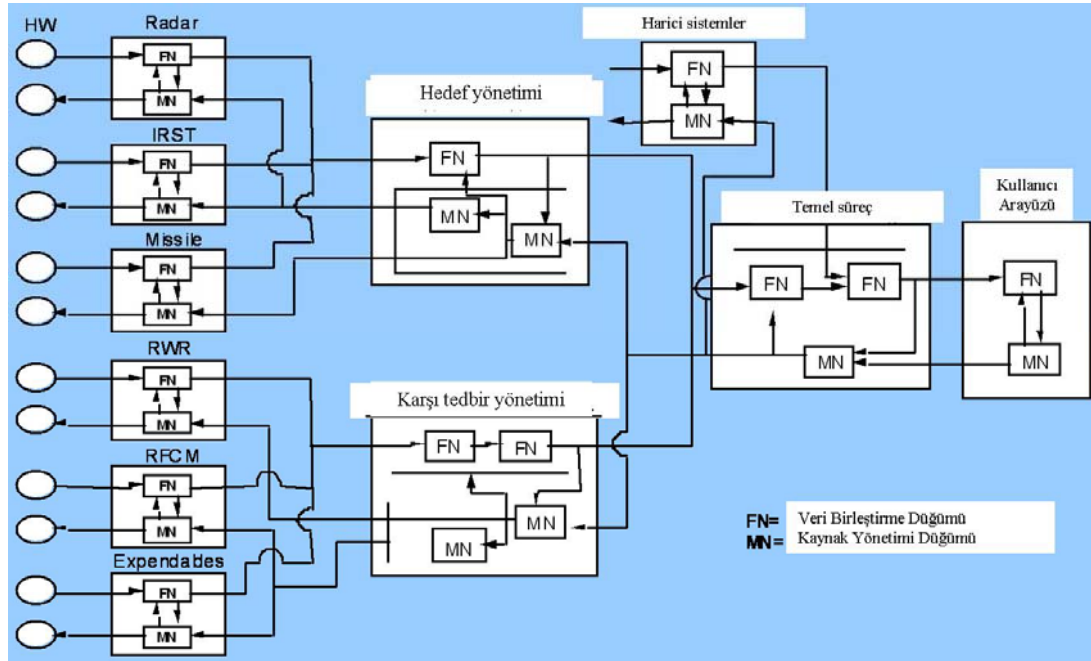 HW
Radar
FN
MN
IRST
FN
MN
Missile
FN
MN
RWR
FN
MN
RFCM
FN
MN
Expendables
FN
MN
Hedef yönetimi
FN
MN
MN
Karşı tedbir yönetimi
FN
FN
MN
MN
Harici sistemler
FN
MN
Temel süreç
FN
FN
MN
Kullanıcı
Arayüzü
FN
MN
FN= Veri Birleştirme Düğümü
MN= Kaynak Yönetimi Düğümü